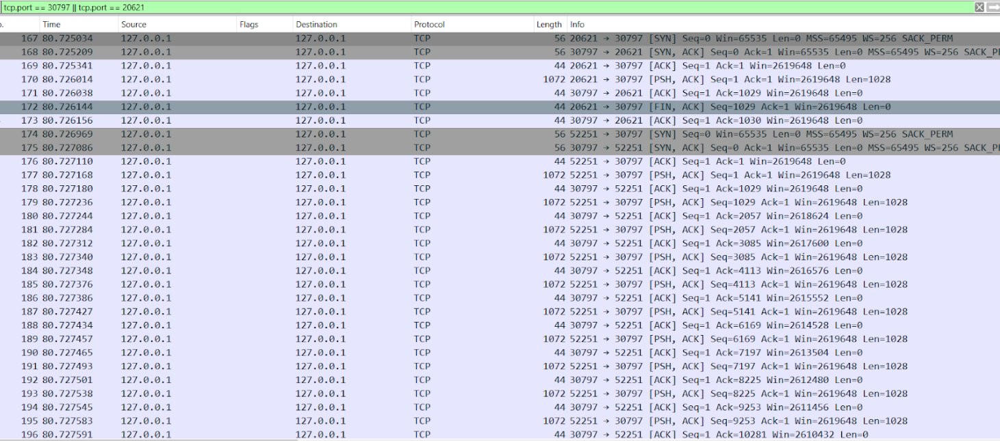 tcp.port == 30797 || tcp.port == 20621
o. Time Source Flags Destination Protocol Length Info
167 80.725034 127.0.0.1 127.0.0.1 TCP 56 20621 → 30797 [SYN] Seq=0 Win=65535 Len=0 MSS=65495 WS=256 SACK_PERM
168 80.725209 127.0.0.1 127.0.0.1 TCP 56 30797 → 20621 [SYN, ACK] Seq=0 Ack=1 Win=65535 Len=0 MSS=65495 WS=256 SACK_PE
169 80.725341 127.0.0.1 127.0.0.1 TCP 44 20621 → 30797 [ACK] Seq=1 Ack=1 Win=2619648 Len=0
170 80.726014 127.0.0.1 127.0.0.1 TCP 1072 20621 → 30797 [PSH, ACK] Seq=1 Ack=1 Win=2619648 Len=1028
171 80.726038 127.0.0.1 127.0.0.1 TCP 44 30797 → 20621 [ACK] Seq=1 Ack=1029 Win=2619648 Len=0
172 80.726144 127.0.0.1 127.0.0.1 TCP 44 20621 → 30797 [FIN, ACK] Seq=1029 Ack=1 Win=2619648 Len=0
173 80.726156 127.0.0.1 127.0.0.1 TCP 44 30797 → 20621 [ACK] Seq=1 Ack=1030 Win=2619648 Len=0
174 80.726969 127.0.0.1 127.0.0.1 TCP 56 52251 → 30797 [SYN] Seq=0 Win=65535 Len=0 MSS=65495 WS=256 SACK_PERM
175 80.727086 127.0.0.1 127.0.0.1 TCP 56 30797 → 52251 [SYN, ACK] Seq=0 Ack=1 Win=65535 Len=0 MSS=65495 WS=256 SACK_PE
176 80.727110 127.0.0.1 127.0.0.1 TCP 44 52251 → 30797 [ACK] Seq=1 Ack=1 Win=2619648 Len=0
177 80.727168 127.0.0.1 127.0.0.1 TCP 1072 52251 → 30797 [PSH, ACK] Seq=1 Ack=1 Win=2619648 Len=1028
178 80.727180 127.0.0.1 127.0.0.1 TCP 44 30797 → 52251 [ACK] Seq=1 Ack=1029 Win=2619648 Len=0
179 80.727236 127.0.0.1 127.0.0.1 TCP 1072 52251 → 30797 [PSH, ACK] Seq=1029 Ack=1 Win=2619648 Len=1028
180 80.727244 127.0.0.1 127.0.0.1 TCP 44 30797 → 52251 [ACK] Seq=1 Ack=2057 Win=2618624 Len=0
181 80.727284 127.0.0.1 127.0.0.1 TCP 1072 52251 → 30797 [PSH, ACK] Seq=2057 Ack=1 Win=2619648 Len=1028
182 80.727312 127.0.0.1 127.0.0.1 TCP 44 30797 → 52251 [ACK] Seq=1 Ack=3085 Win=2617600 Len=0
183 80.727340 127.0.0.1 127.0.0.1 TCP 1072 52251 → 30797 [PSH, ACK] Seq=3085 Ack=1 Win=2619648 Len=1028
184 80.727348 127.0.0.1 127.0.0.1 TCP 44 30797 → 52251 [ACK] Seq=1 Ack=4113 Win=2616576 Len=0
185 80.727376 127.0.0.1 127.0.0.1 TCP 1072 52251 → 30797 [PSH, ACK] Seq=4113 Ack=1 Win=2619648 Len=1028
186 80.727386 127.0.0.1 127.0.0.1 TCP 44 30797 → 52251 [ACK] Seq=1 Ack=5141 Win=2615552 Len=0
187 80.727427 127.0.0.1 127.0.0.1 TCP 1072 52251 → 30797 [PSH, ACK] Seq=5141 Ack=1 Win=2619648 Len=1028
188 80.727434 127.0.0.1 127.0.0.1 TCP 44 30797 → 52251 [ACK] Seq=1 Ack=6169 Win=2614528 Len=0
189 80.727457 127.0.0.1 127.0.0.1 TCP 1072 52251 → 30797 [PSH, ACK] Seq=6169 Ack=1 Win=2619648 Len=1028
190 80.727465 127.0.0.1 127.0.0.1 TCP 44 30797 → 52251 [ACK] Seq=1 Ack=7197 Win=2613504 Len=0
191 80.727493 127.0.0.1 127.0.0.1 TCP 1072 52251 → 30797 [PSH, ACK] Seq=7197 Ack=1 Win=2619648 Len=1028
192 80.727501 127.0.0.1 127.0.0.1 TCP 44 30797 → 52251 [ACK] Seq=1 Ack=8225 Win=2612480 Len=0
193 80.727538 127.0.0.1 127.0.0.1 TCP 1072 52251 → 30797 [PSH, ACK] Seq=8225 Ack=1 Win=2619648 Len=1028
194 80.727545 127.0.0.1 127.0.0.1 TCP 44 30797 → 52251 [ACK] Seq=1 Ack=9253 Win=2611456 Len=0
195 80.727583 127.0.0.1 127.0.0.1 TCP 1072 52251 → 30797 [PSH, ACK] Seq=9253 Ack=1 Win=2619648 Len=1028
196 80.727591 127.0.0.1 127.0.0.1 TCP 44 30797 → 52251 [ACK] Seq=1 Ack=10281 Win=2610432 Len=0